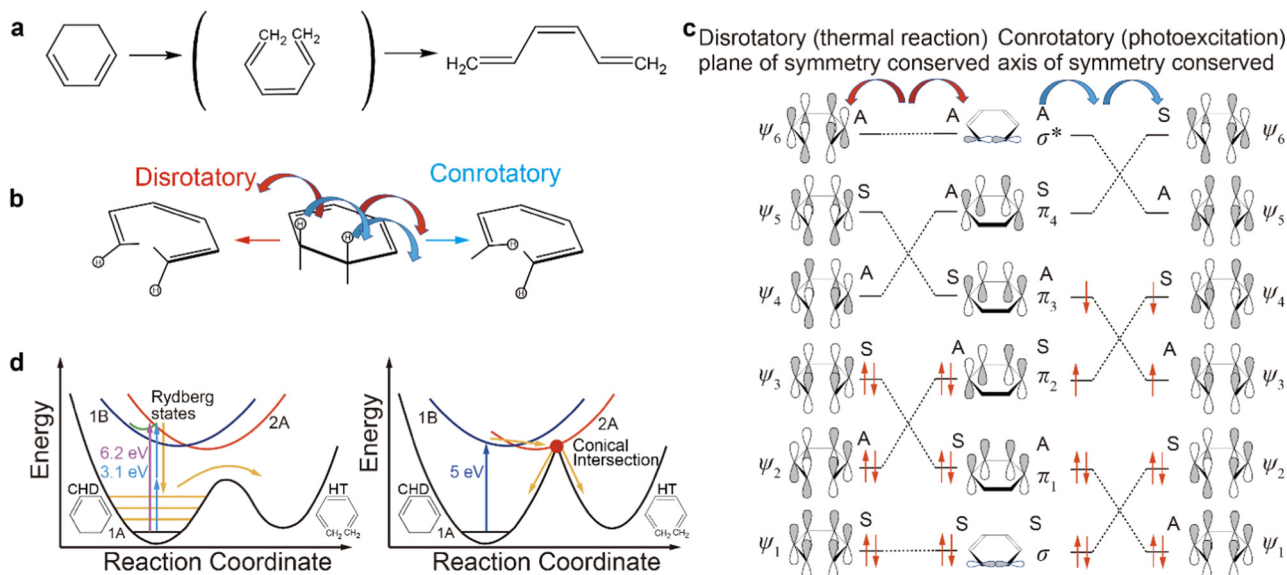 a
CH₂ CH₂
H₂C
CH₂
b
Disrotatory
Conrotatory
H
H
H
H
H
H
c
Disrotatory (thermal reaction)
plane of symmetry conserved
Conrotatory (photoexcitation)
axis of symmetry conserved
ψ₆ A A A σ* S ψ₆
ψ₅ S A S π₄ A ψ₅
ψ₄ A S A π₃ S ψ₄
ψ₃ S A S π₂ A ψ₃
ψ₂ A S A π₁ S ψ₂
ψ₁ S S S σ A ψ₁
d
Energy
1B
Rydberg
states
2A
6.2 eV
3.1 eV
CHD
1A
HT
CH₂
CH₂
Reaction Coordinate
Energy
1B
2A
Conical
Intersection
5 eV
CHD
1A
HT
CH₂
CH₂
Reaction Coordinate